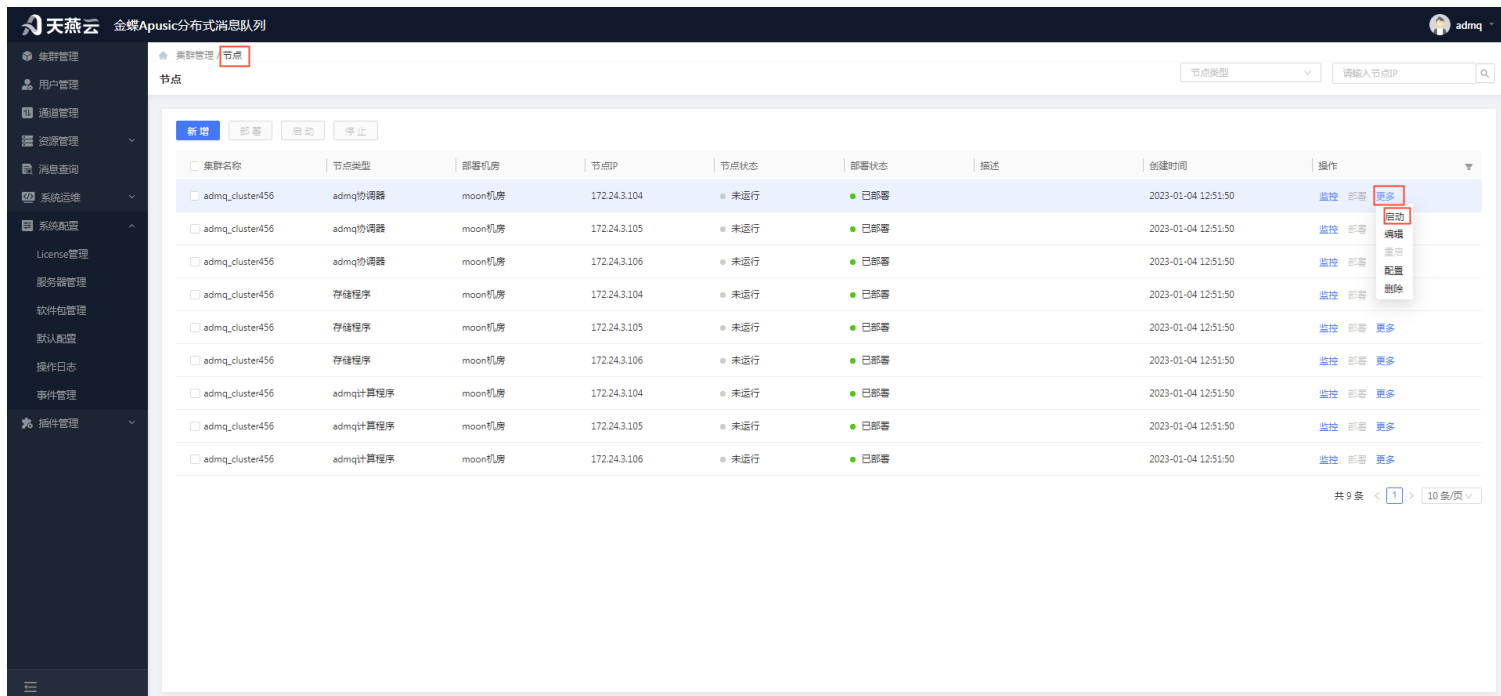 天燕云 金蝶Apusic分布式消息队列 admq
集群管理
用户管理
通道管理
资源管理
消息查询
系统运维
系统配置
License管理
服务器管理
软件包管理
默认配置
操作日志
事件管理
插件管理
集群管理 / 节点
节点 节点类型 请输入节点IP
新增 部署 启动 停止
集群名称 节点类型 部署机房 节点IP 节点状态 部署状态 描述 创建时间 操作
admq_cluster456 admq协调器 moon机房 172.24.3.104 未运行 已部署 2023-01-04 12:51:50 监控 部署 更多
admq_cluster456 admq协调器 moon机房 172.24.3.105 未运行 已部署 2023-01-04 12:51:50 监控 部署
admq_cluster456 admq协调器 moon机房 172.24.3.106 未运行 已部署 2023-01-04 12:51:50 监控 部署
admq_cluster456 存储程序 moon机房 172.24.3.104 未运行 已部署 2023-01-04 12:51:50 监控 部署
启动
编辑
重启
配置
删除
admq_cluster456 存储程序 moon机房 172.24.3.105 未运行 已部署 2023-01-04 12:51:50 监控 部署 更多
admq_cluster456 存储程序 moon机房 172.24.3.106 未运行 已部署 2023-01-04 12:51:50 监控 部署 更多
admq_cluster456 admq计算程序 moon机房 172.24.3.104 未运行 已部署 2023-01-04 12:51:50 监控 部署 更多
admq_cluster456 admq计算程序 moon机房 172.24.3.105 未运行 已部署 2023-01-04 12:51:50 监控 部署 更多
admq_cluster456 admq计算程序 moon机房 172.24.3.106 未运行 已部署 2023-01-04 12:51:50 监控 部署 更多
共 9 条 < 1 > 10 条/页